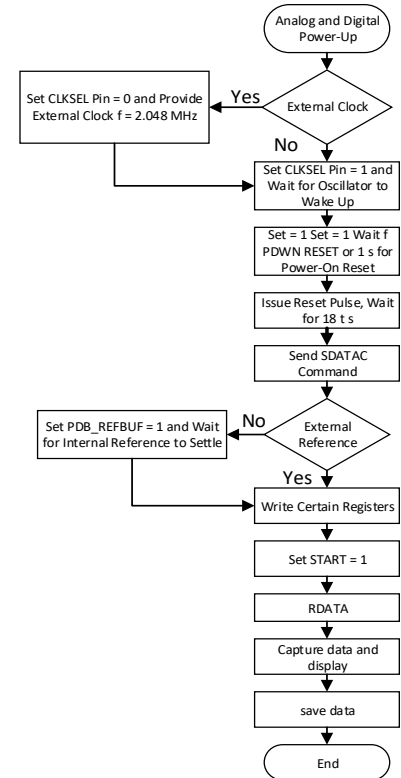 Analog and Digital
Power-Up
External Clock
Yes
Set CLKSEL Pin = 0 and Provide
External Clock f = 2.048 MHz
No
Set CLKSEL Pin = 1 and
Wait for Oscillator to
Wake Up
Set = 1 Set = 1 Wait f
PDWN RESET or 1 s for
Power-On Reset
Issue Reset Pulse, Wait
for 18 t s
Send SDATAC
Command
External
Reference
No
Set PDB_REFBUF = 1 and Wait
for Internal Reference to Settle
Yes
Write Certain Registers
Set START = 1
RDATA
Capture data and
display
save data
End